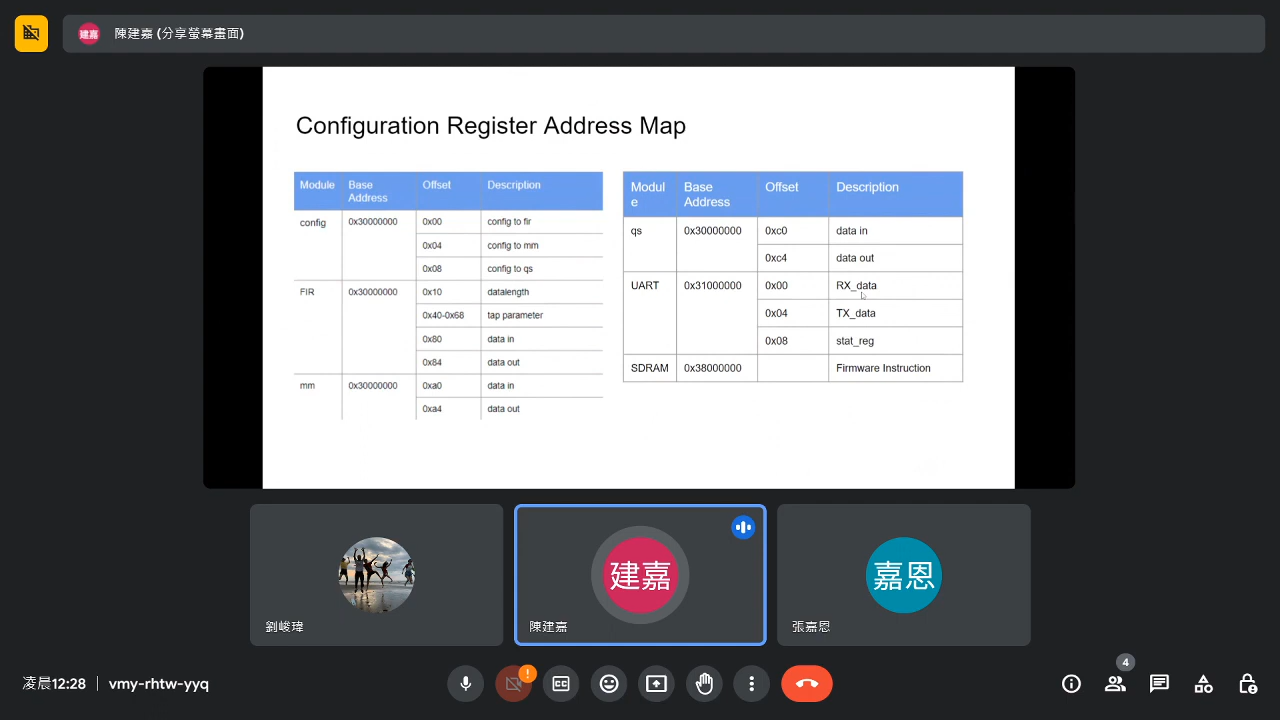 建嘉 陳建嘉 (分享螢幕畫面)
Configuration Register Address Map
Module Base Address Offset Description
config 0x30000000 0x00 config to fir
0x04 config to mm
0x08 config to qs
FIR 0x30000000 0x10 datalength
0x40-0x68 tap parameter
0x80 data in
0x84 data out
mm 0x30000000 0xa0 data in
0xa4 data out
Module Base Address Offset Description
qs 0x30000000 0xc0 data in
0xc4 data out
UART 0x31000000 0x00 RX_data
0x04 TX_data
0x08 stat_reg
SDRAM 0x38000000 Firmware Instruction
劉峻瑋
建嘉
陳建嘉
嘉恩
張嘉恩
凌晨12:28 | vmy-rhtw-yyq
!
4